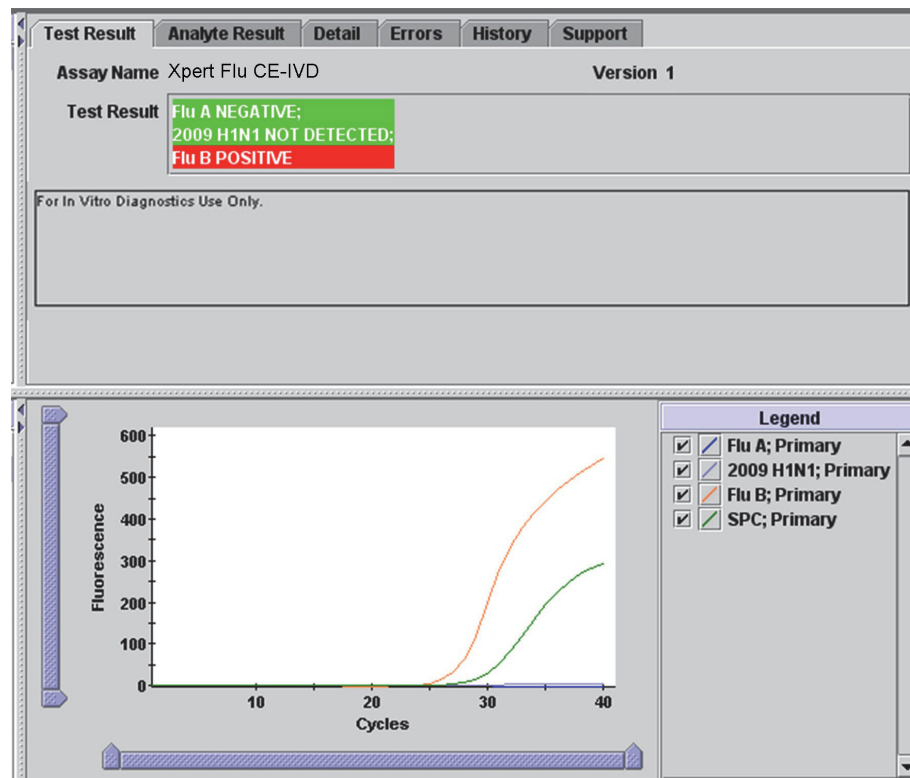 Test Result Analyte Result Detail Errors History Support
Assay Name Xpert Flu CE-IVD Version 1
Test Result Flu A NEGATIVE;
2009 H1N1 NOT DETECTED;
Flu B POSITIVE
For In Vitro Diagnostics Use Only.
Legend
Flu A; Primary
2009 H1N1; Primary
Flu B; Primary
SPC; Primary
Fluorescence
600
500
400
300
200
100
0
10 20 30 40
Cycles